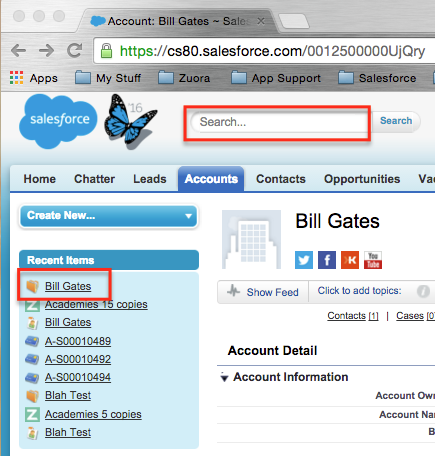 Account: Bill Gates ~ Sales
https://cs80.salesforce.com/0012500000UjQry
Apps My Stuff Zuora App Support Salesforce
salesforce
'16
Search...
Search
Home Chatter Leads Accounts Contacts Opportunities Va
Create New...
Bill Gates
You Tube
Recent Items
Bill Gates
Academies 15 copies
Bill Gates
A-S00010489
A-S00010492
A-S00010494
Blah Test
Academies 5 copies
Blah Test
Show Feed
Click to add topics:
Contacts [1] | Cases [0]
Account Detail
Account Information
Account Own
Account Nam
B